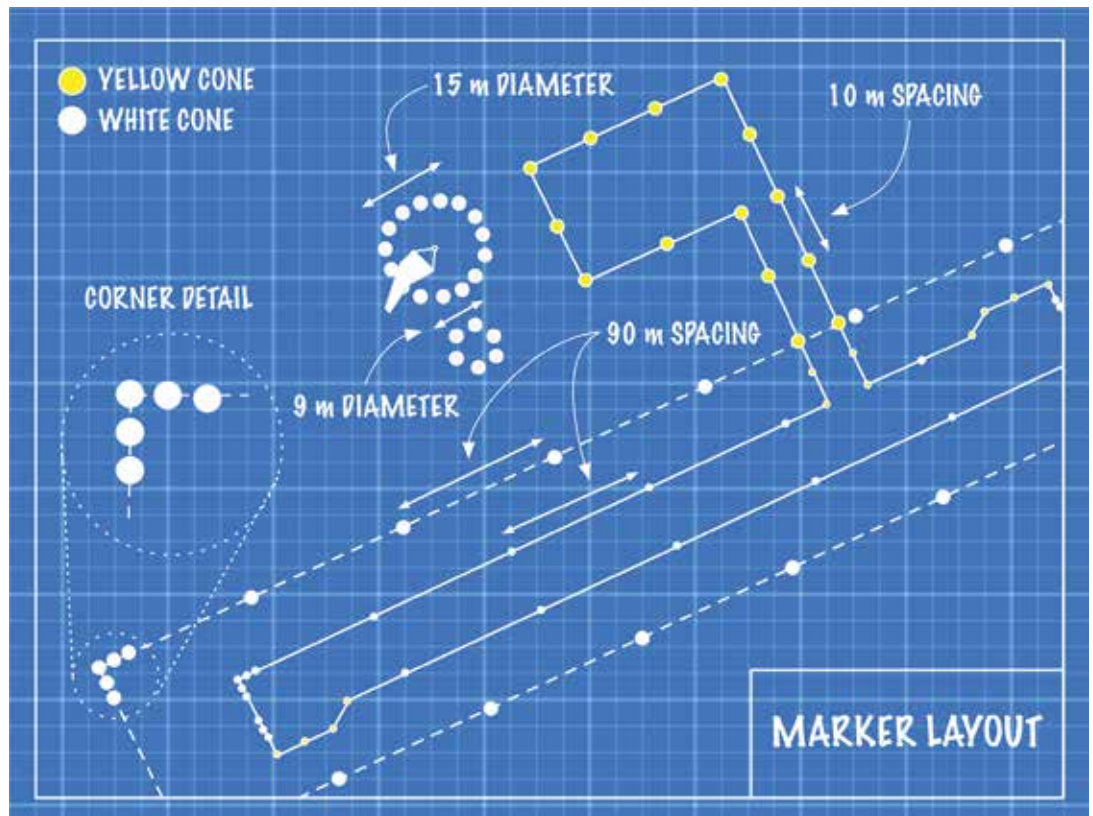 YELLOW CONE
WHITE CONE
15 m DIAMETER
10 m SPACING
CORNER DETAIL
90 m SPACING
9 m DIAMETER
MARKER LAYOUT